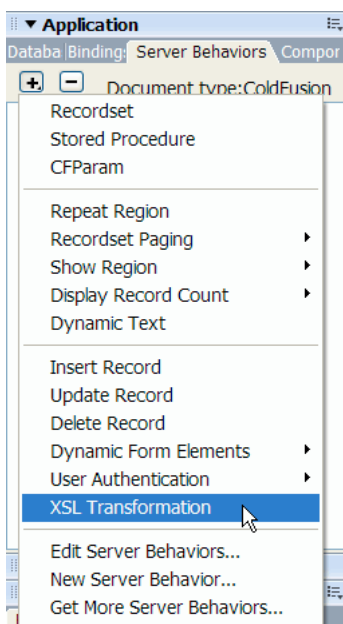 Application
Databa Binding: Server Behaviors Compor
Document type:ColdFusion
Recordset
Stored Procedure
CFParam
Repeat Region
Recordset Paging
Show Region
Display Record Count
Dynamic Text
Insert Record
Update Record
Delete Record
Dynamic Form Elements
User Authentication
XSL Transformation
Edit Server Behaviors...
New Server Behavior...
Get More Server Behaviors...